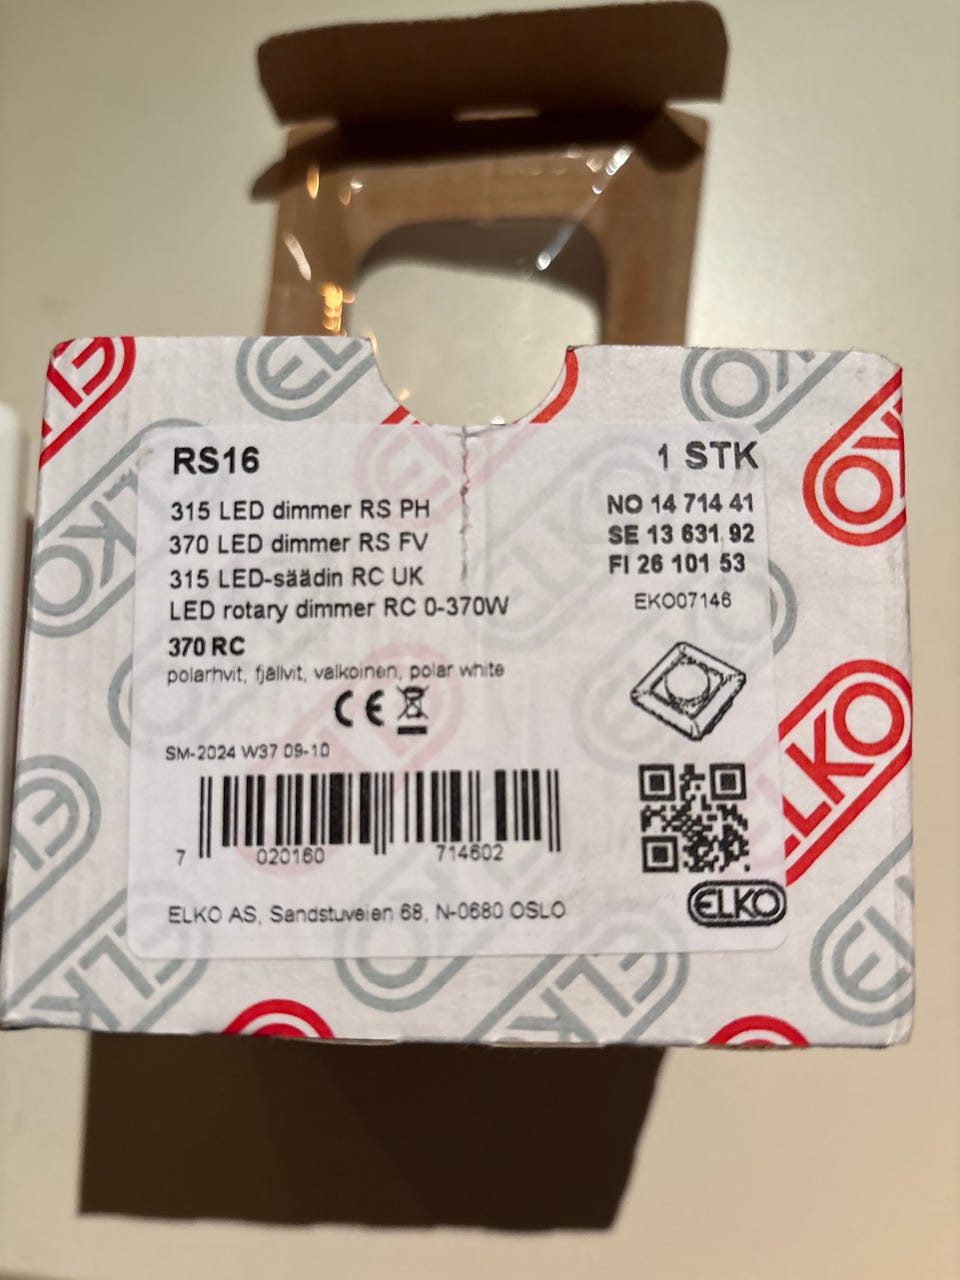 RS16
1 STK
315 LED dimmer RS PH
370 LED dimmer RS FV
315 LED-säädin RC UK
LED rotary dimmer RC 0-370W
370 RC
polarhvit, fjällvit, valkoinen, polar white
NO 14 714 41
SE 13 631 92
FI 26 101 53
EKO07146
CE
SM-2024 W37 09-10
7 020160 714602
ELKO AS, Sandstuveien 68, N-0680 OSLO
ELKO
ELKO